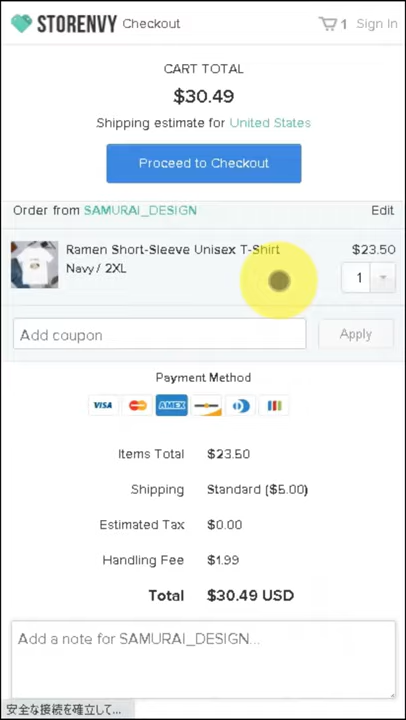 STORENVY Checkout 1 Sign In
CART TOTAL
$30.49
Shipping estimate for United States
Proceed to Checkout
Order from SAMURAI_DESIGN Edit
Ramen Short-Sleeve Unisex T-Shirt $23.50
Navy / 2XL 1
Add coupon Apply
Payment Method
VISA AMEX
Items Total $23.50
Shipping Standard ($5.00)
Estimated Tax $0.00
Handling Fee $1.99
Total $30.49 USD
Add a note for SAMURAI_DESIGN...
安全な接続を確立して...